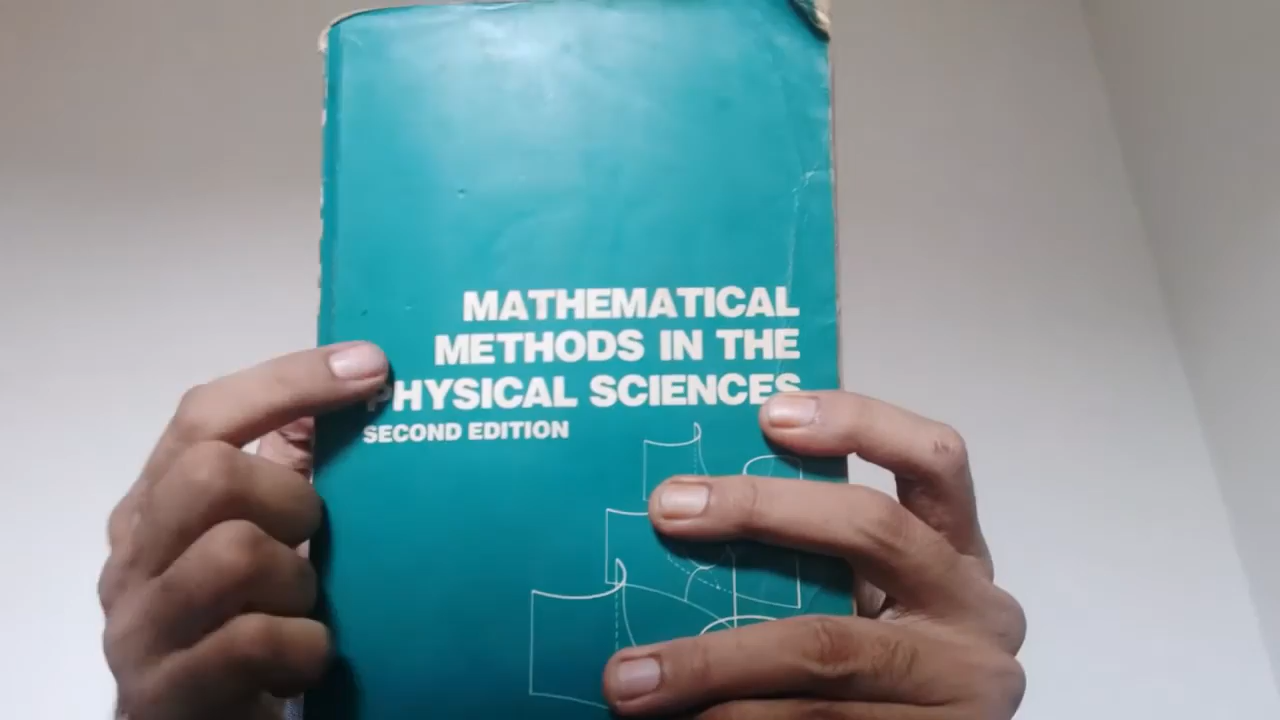 MATHEMATICAL
METHODS IN THE
PHYSICAL SCIENCES
SECOND EDITION